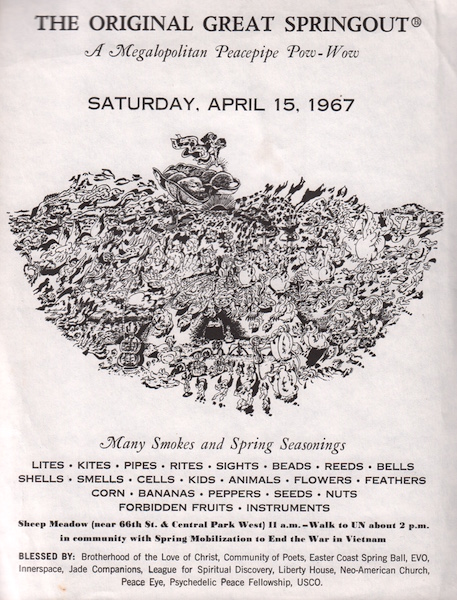 THE ORIGINAL GREAT SPRINGOUT®
A Megalopolitan Peacepipe Pow-Wow
SATURDAY, APRIL 15, 1967
Many Smokes and Spring Seasonings
LITES • KITES • PIPES • RITES • SIGHTS • BEADS • REEDS • BELLS
SHELLS • SMELLS • CELLS • KIDS • ANIMALS • FLOWERS • FEATHERS
CORN • BANANAS • PEPPERS • SEEDS • NUTS
FORBIDDEN FRUITS • INSTRUMENTS
Sheep Meadow (near 66th St. & Central Park West) 11 a.m.–Walk to UN about 2 p.m.
in community with Spring Mobilization to End the War in Vietnam
BLESSED BY: Brotherhood of the Love of Christ, Community of Poets, Easter Coast Spring Ball, EVO,
Innerspace, Jade Companions, League for Spiritual Discovery, Liberty House, Neo-American Church,
Peace Eye, Psychedelic Peace Fellowship, USCO.